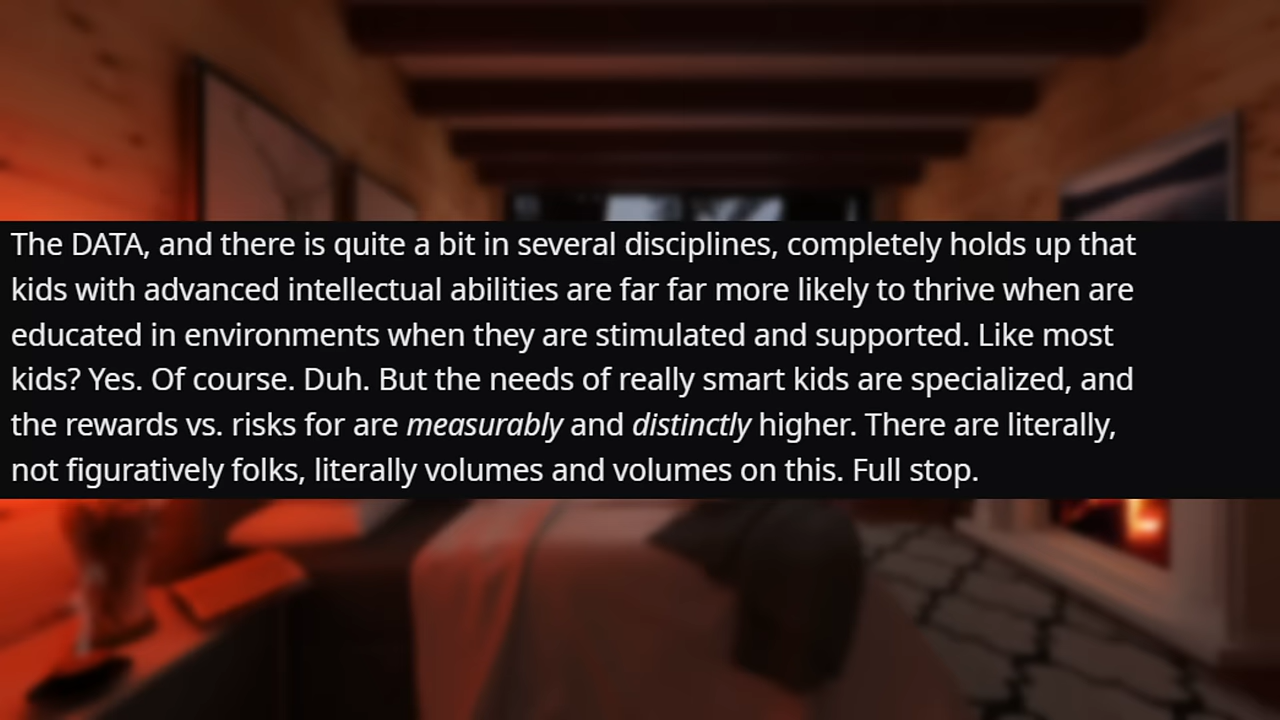 The DATA, and there is quite a bit in several disciplines, completely holds up that
kids with advanced intellectual abilities are far far more likely to thrive when are
educated in environments when they are stimulated and supported. Like most
kids? Yes. Of course. Duh. But the needs of really smart kids are specialized, and
the rewards vs. risks for are measurably and distinctly higher. There are literally,
not figuratively folks, literally volumes and volumes on this. Full stop.